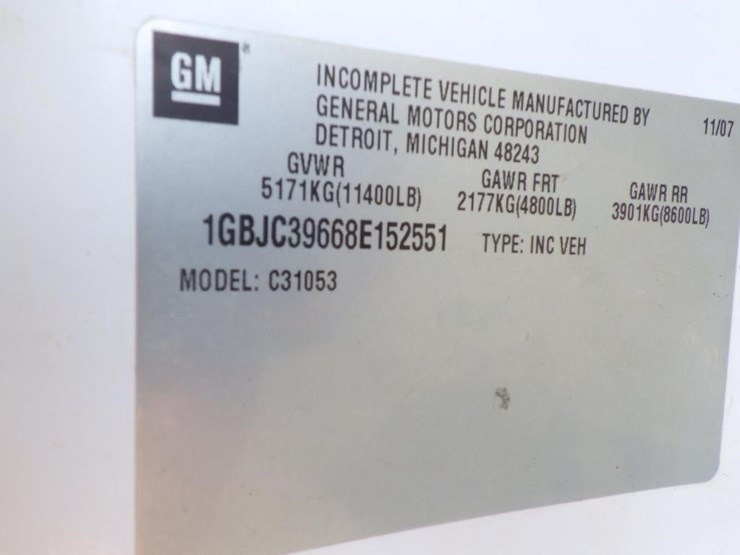 GM
INCOMPLETE VEHICLE MANUFACTURED BY 11/07
GENERAL MOTORS CORPORATION
DETROIT, MICHIGAN 48243
GVWR GAWR FRT GAWR RR
5171KG(11400LB) 2177KG(4800LB) 3901KG(8600LB)
1GBJC39668E152551 TYPE: INC VEH
MODEL: C31053